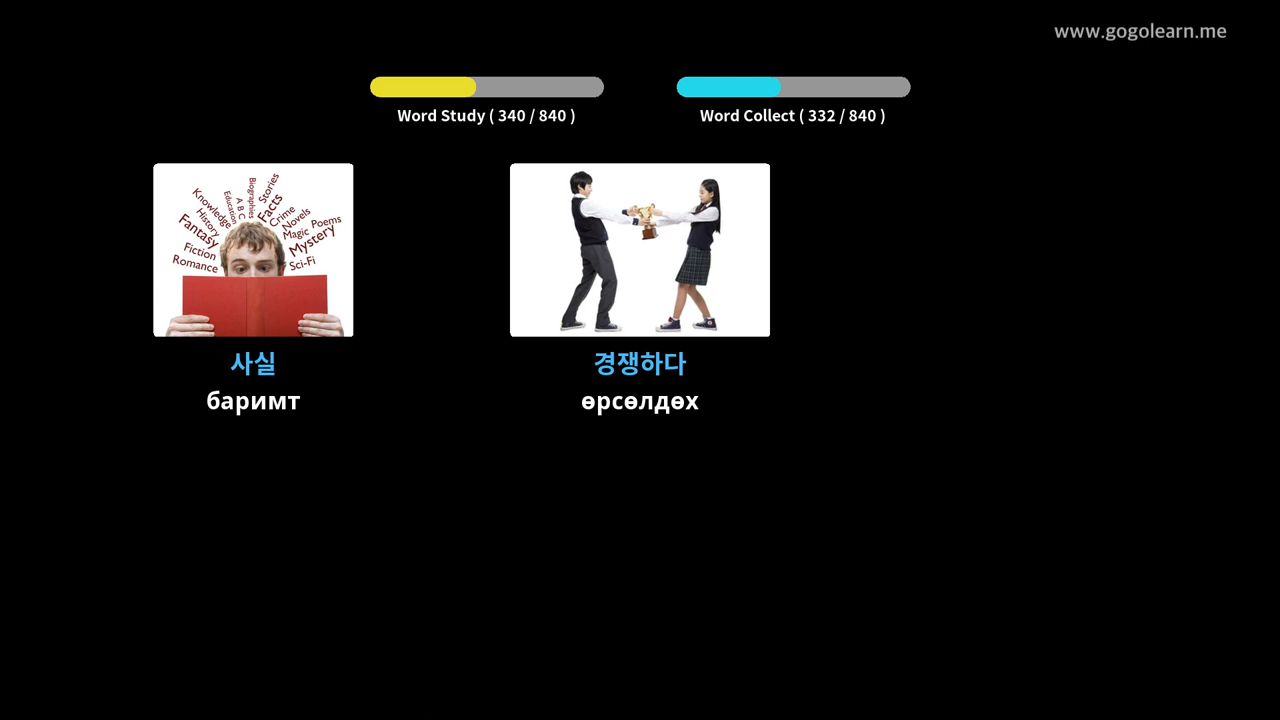 www.gogolearn.me
Word Study ( 340 / 840 )
Word Collect ( 332 / 840 )
Stories
Biographies
Facts
A B C
Education
Knowledge
Crime
Novels
History
Poems
Magic
Fantasy
Mystery
Fiction
Sci-Fi
Romance
사실
баримт
경쟁하다
өрсөлдөх